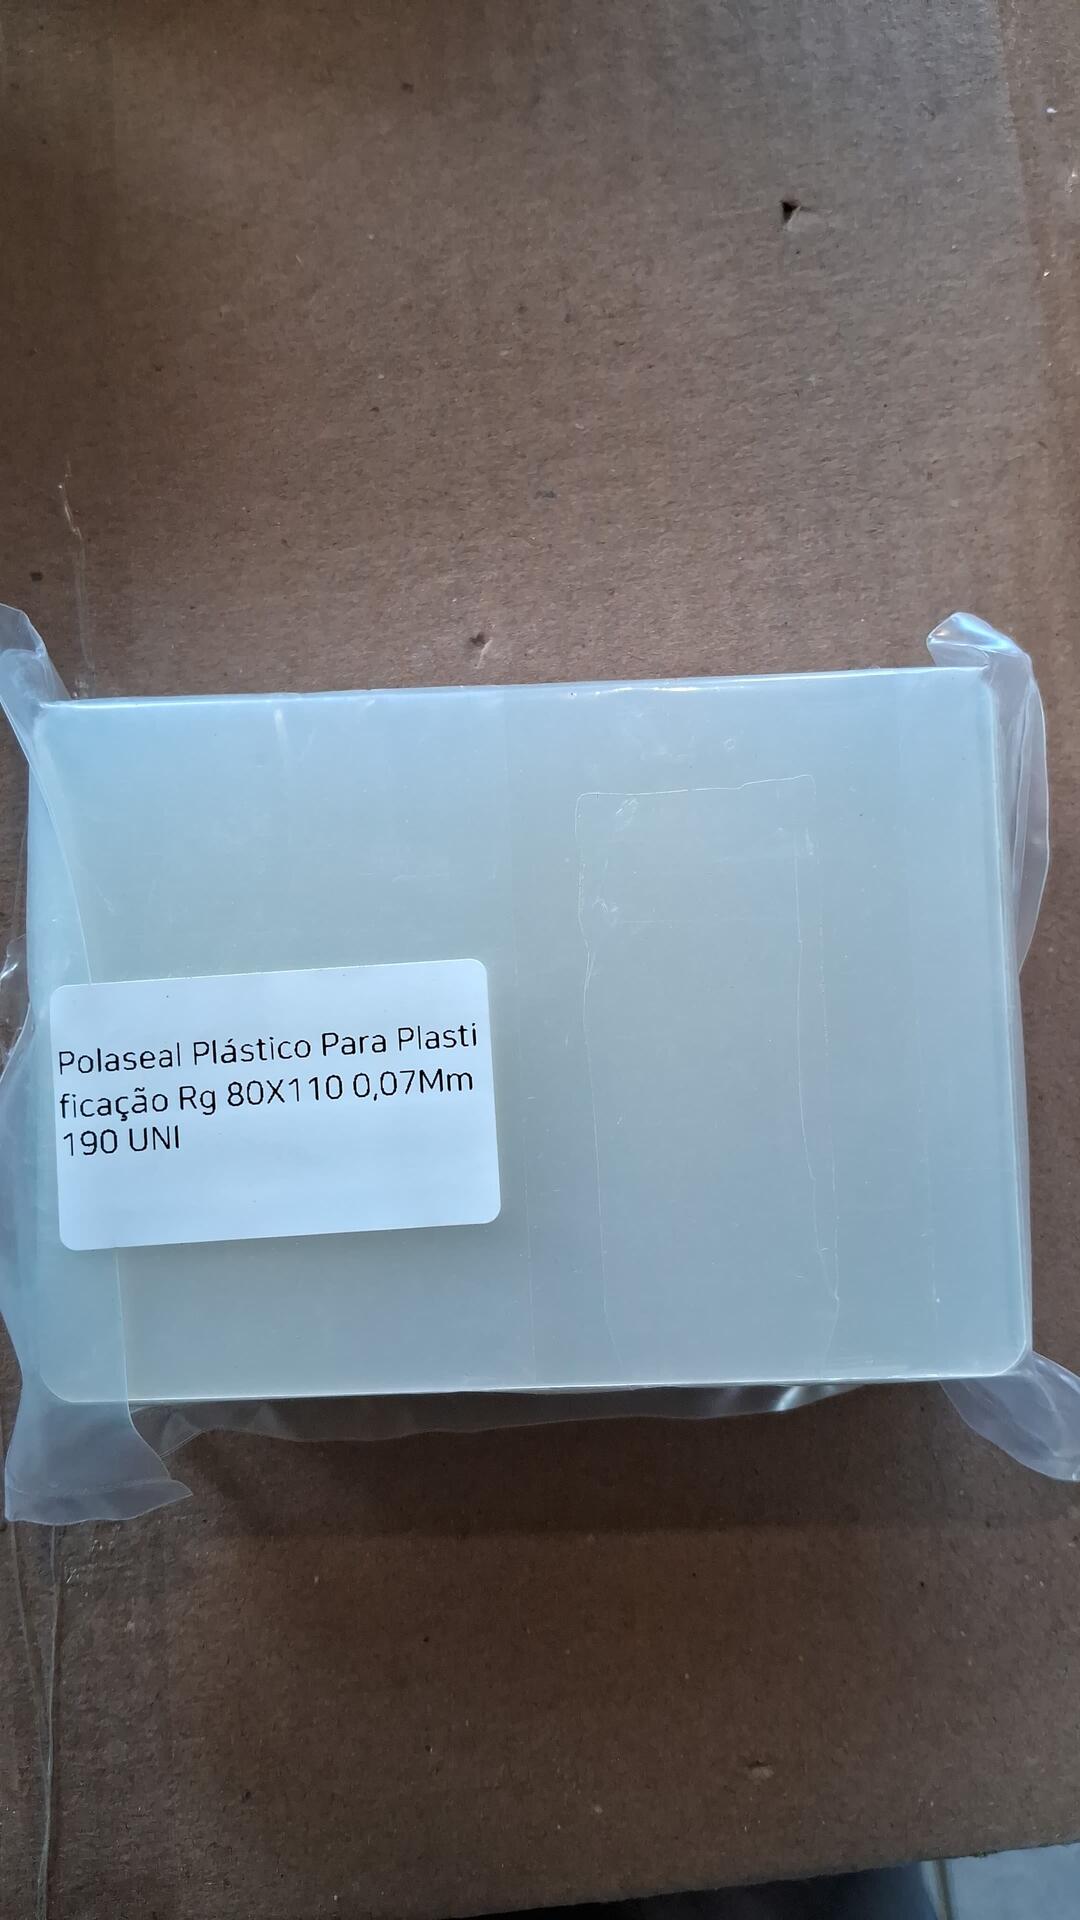 Polaseal Plástico Para Plasti
ficação Rg 80X110 0,07Mm
190 UNI